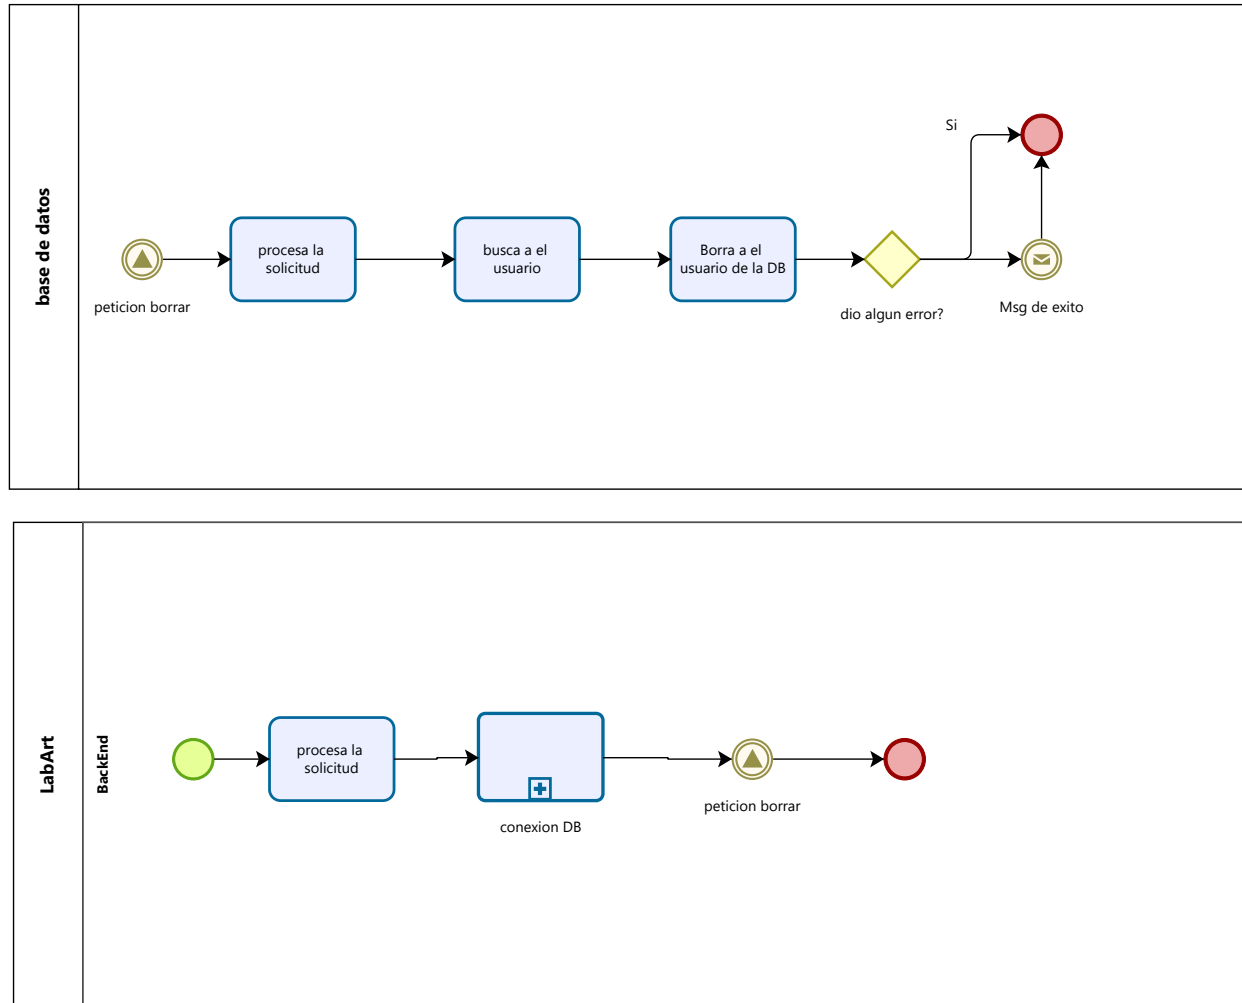 base de datos
peticion borrar
procesa la
solicitud
busca a el
usuario
Borra a el
usuario de la DB
dio algun error?
Si
Msg de exito
LabArt
BackEnd
procesa la
solicitud
conexion DB
peticion borrar